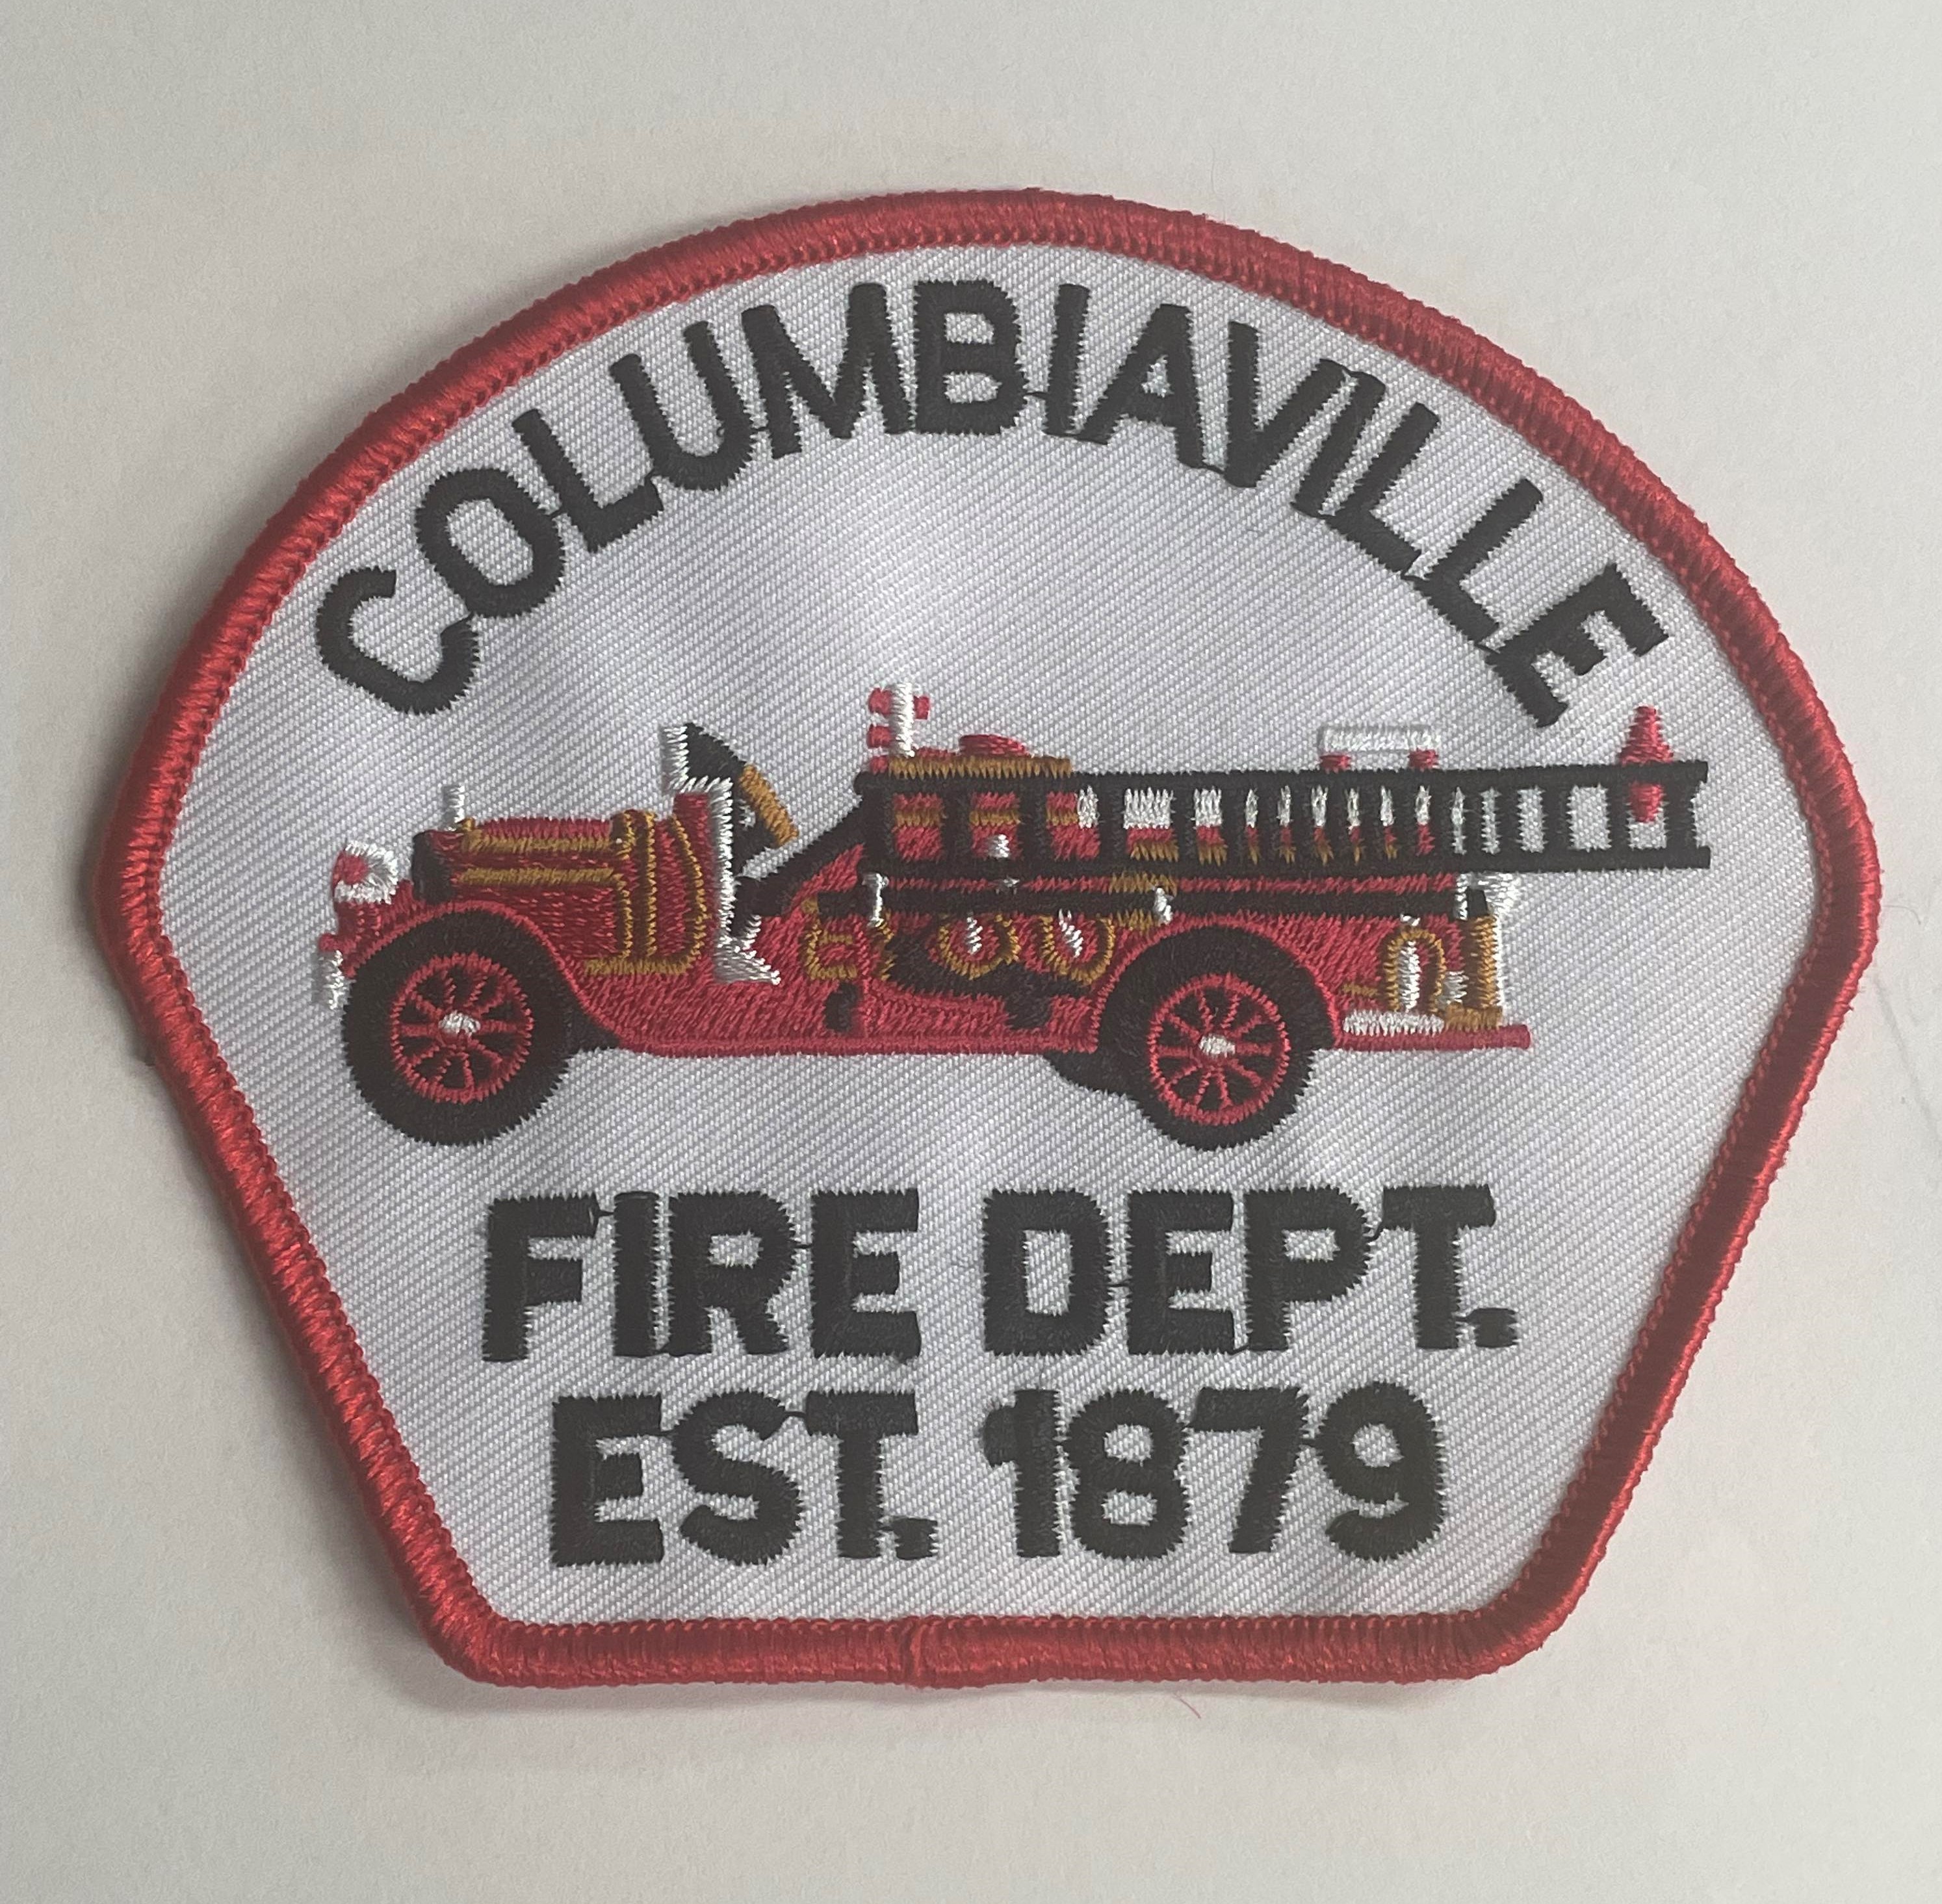 COLUMBIAVILLE
FIRE DEPT.
EST. 1879